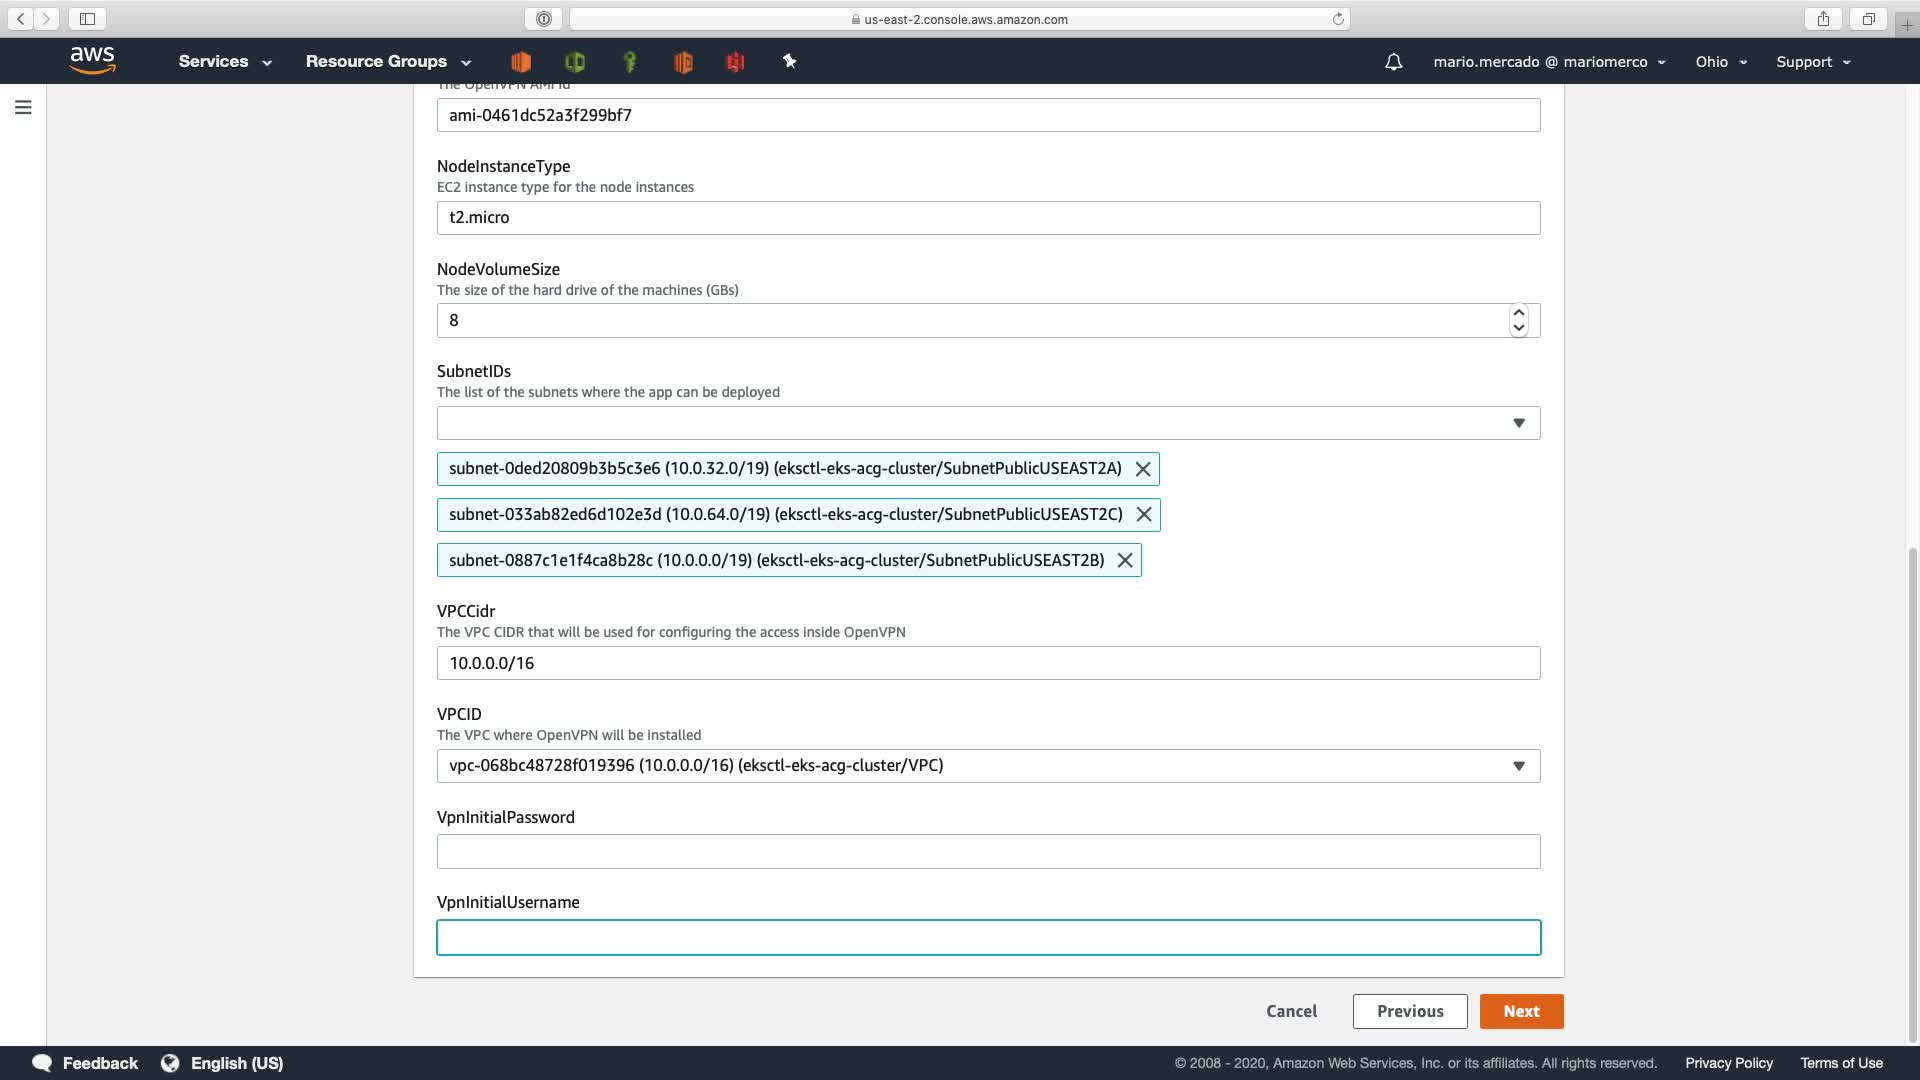 us-east-2.console.aws.amazon.com
aws
Services
Resource Groups
mario.mercado @ mariomerco
Ohio
Support
The OpenVPN AMI Id
ami-0461dc52a3f299bf7
NodeInstanceType
EC2 instance type for the node instances
t2.micro
NodeVolumeSize
The size of the hard drive of the machines (GBs)
8
SubnetIDs
The list of the subnets where the app can be deployed
subnet-0ded20809b3b5c3e6 (10.0.32.0/19) (eksctl-eks-acg-cluster/SubnetPublicUSEAST2A)
subnet-033ab82ed6d102e3d (10.0.64.0/19) (eksctl-eks-acg-cluster/SubnetPublicUSEAST2C)
subnet-0887c1e1f4ca8b28c (10.0.0.0/19) (eksctl-eks-acg-cluster/SubnetPublicUSEAST2B)
VPCCidr
The VPC CIDR that will be used for configuring the access inside OpenVPN
10.0.0.0/16
VPCID
The VPC where OpenVPN will be installed
vpc-068bc48728f019396 (10.0.0.0/16) (eksctl-eks-acg-cluster/VPC)
VpnInitialPassword
VpnInitialUsername
Cancel
Previous
Next
Feedback
English (US)
© 2008 - 2020, Amazon Web Services, Inc. or its affiliates. All rights reserved.
Privacy Policy
Terms of Use